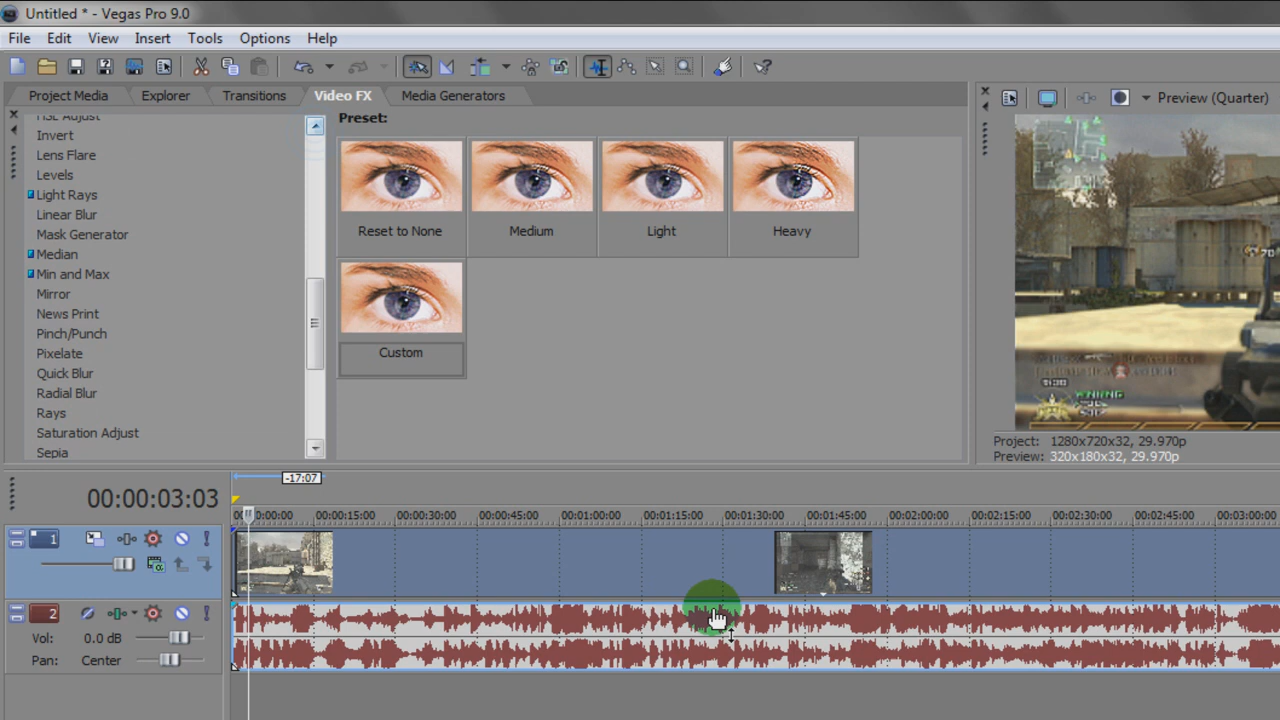 Untitled * - Vegas Pro 9.0
File Edit View Insert Tools Options Help
Project Media Explorer Transitions Video FX Media Generators
Preview (Quarter)
Preset:
HSL Adjust
Invert
Lens Flare
Levels
Light Rays
Linear Blur
Mask Generator
Median
Min and Max
Mirror
News Print
Pinch/Punch
Pixelate
Quick Blur
Radial Blur
Rays
Saturation Adjust
Sepia
Reset to None Medium Light Heavy
Custom
WINNING
Project: 1280x720x32, 29.970p
Preview: 320x180x32, 29.970p
-17:07
00:00:03:03
00:00:15:00 00:00:30:00 00:00:45:00 00:01:00:00 00:01:15:00 00:01:30:00 00:01:45:00 00:02:00:00 00:02:15:00 00:02:30:00 00:02:45:00 00:03:00:00
1
2
Vol: 0.0 dB
Pan: Center